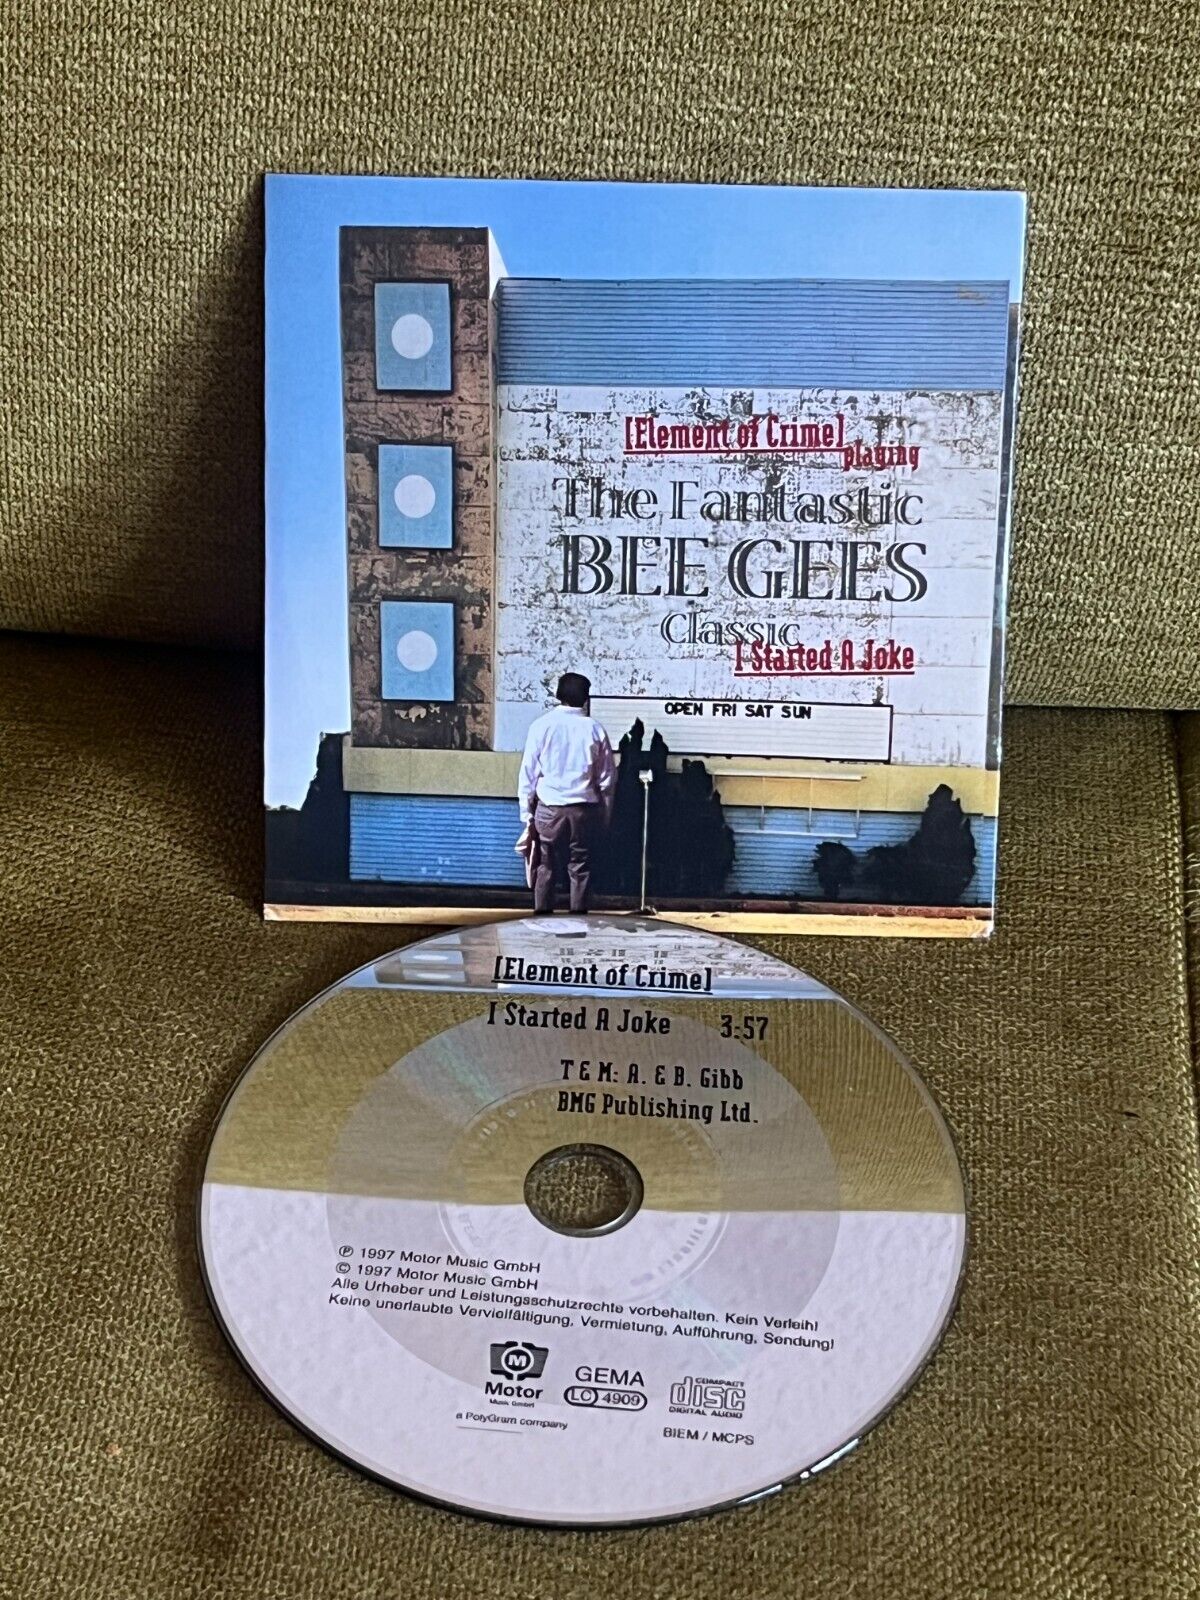 [Element of Crime]
playing
The Fantastic
BEE GEES
Classic
I Started A Joke
OPEN FRI SAT SUN
[Element of Crime]
I Started A Joke 3:57
T & M: A. & B. Gibb
BMG Publishing Ltd.
℗ 1997 Motor Music GmbH
© 1997 Motor Music GmbH
Alle Urheber und Leistungsschutzrechte vorbehalten. Kein Verleih!
Keine unerlaubte Vervielfältigung, Vermietung, Aufführung, Sendung!
M
Motor
Music GmbH
a PolyGram company
GEMA
LC 4909
COMPACT
disc
DIGITAL AUDIO
BIEM / MCPS